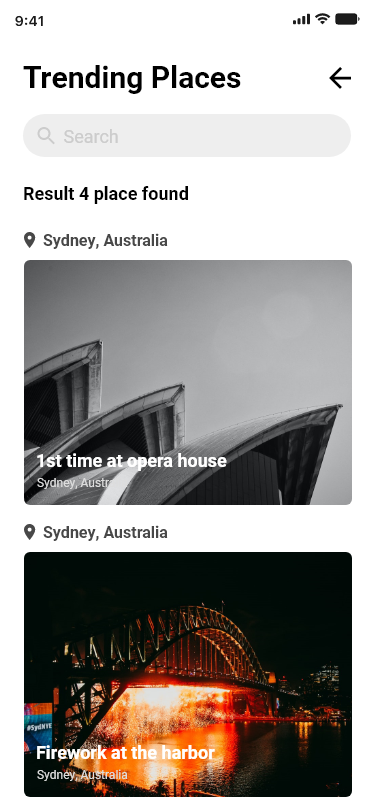 9:41
Trending Places
Search
Result 4 place found
Sydney, Australia
1st time at opera house
Sydney, Austr
Sydney, Australia
#SydNYE
Firework at the harbor
Sydney, Australia